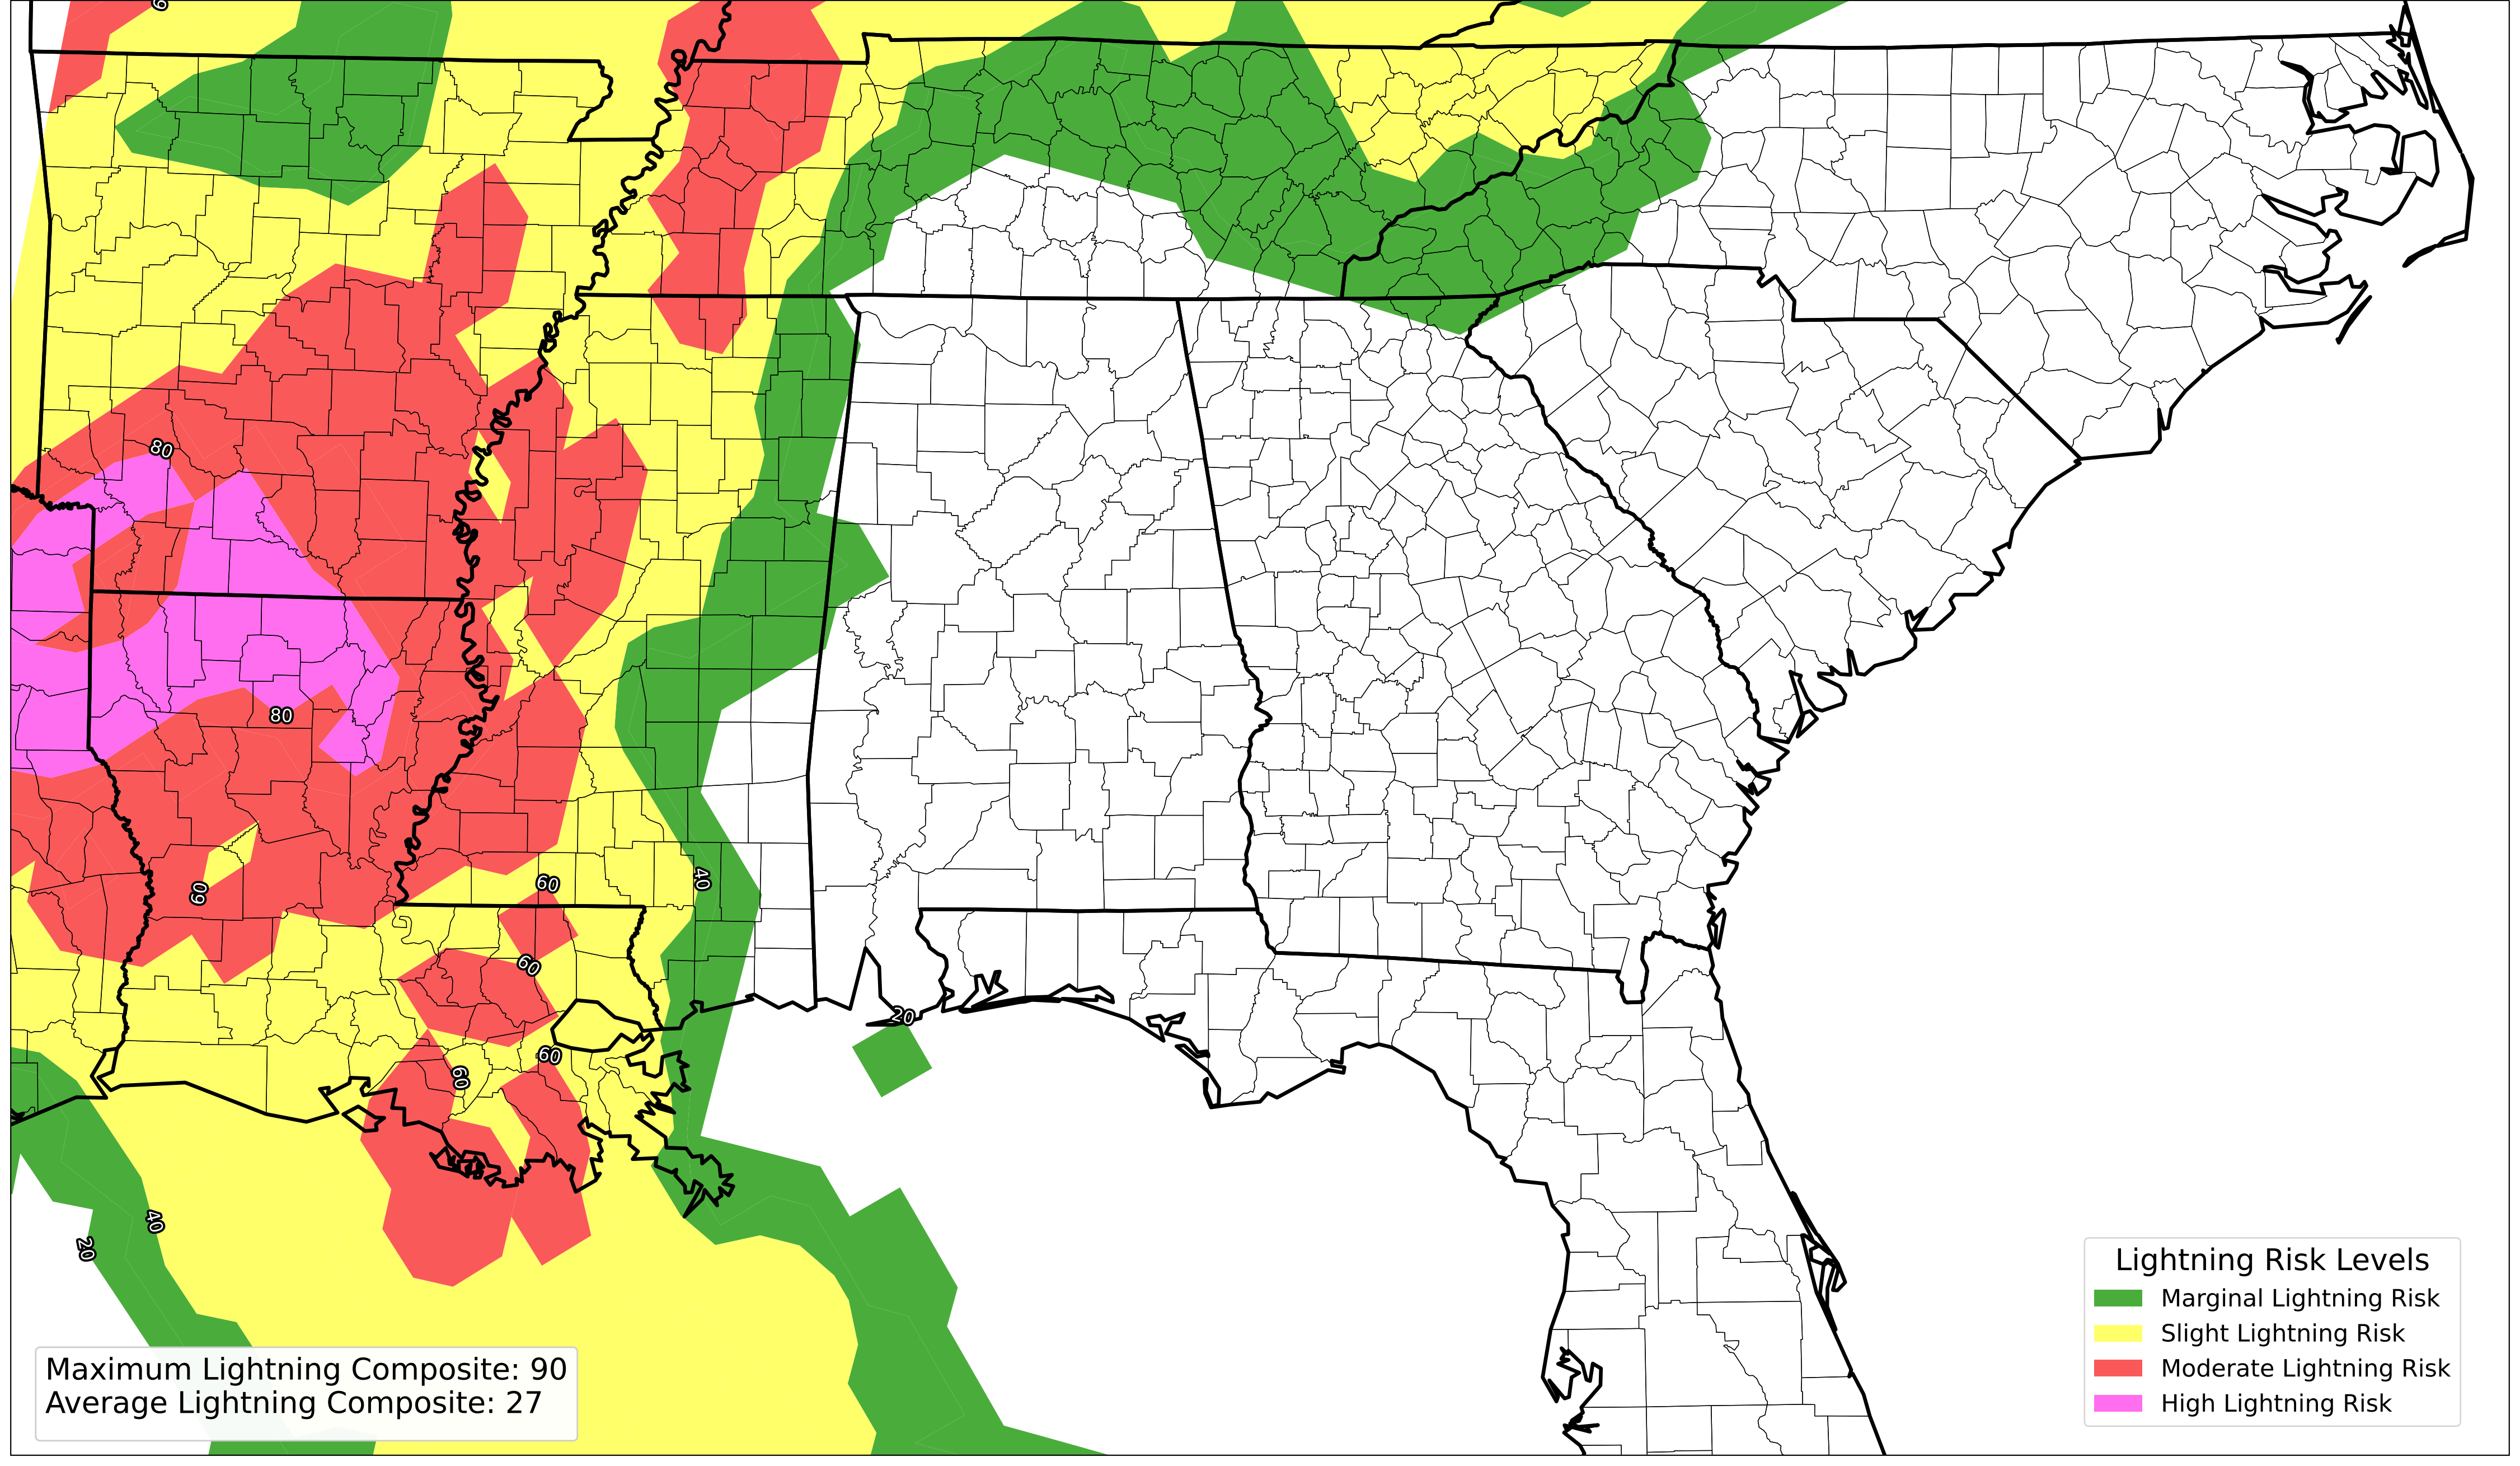 80
80
60
60
40
60
20
60
60
40
20
Maximum Lightning Composite: 90
Average Lightning Composite: 27
Lightning Risk Levels
Marginal Lightning Risk
Slight Lightning Risk
Moderate Lightning Risk
High Lightning Risk